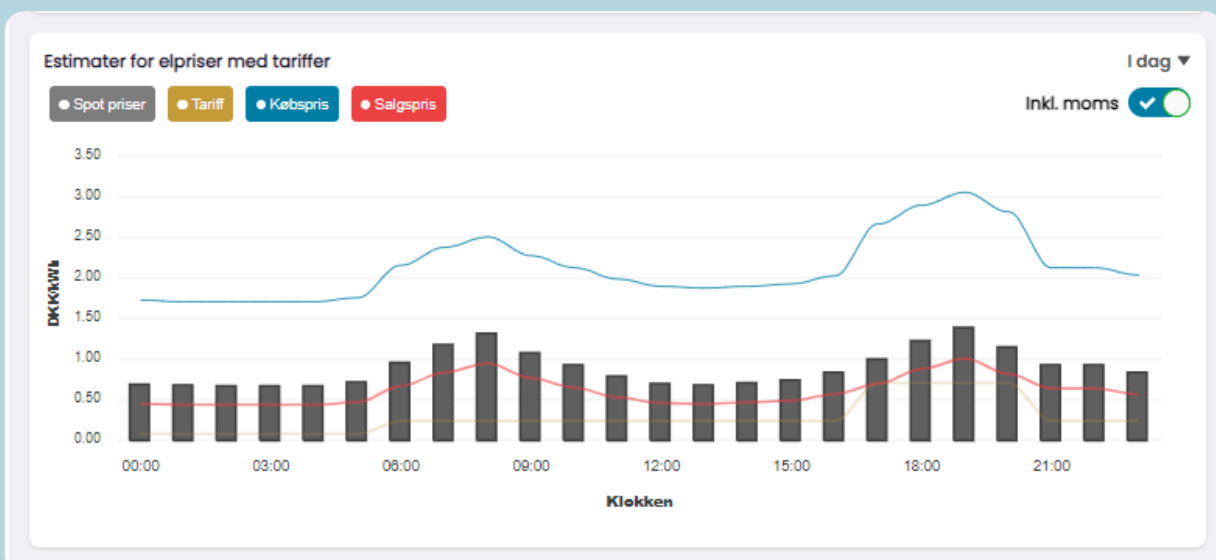 Estimater for elpriser med tariffer
I dag ▼
Spot priser
Tariff
Købspris
Salgspris
Inkl. moms
3.50
3.00
2.50
2.00
1.50
1.00
0.50
0.00
DKK/kWh
00:00
03:00
06:00
09:00
12:00
15:00
18:00
21:00
Klokken